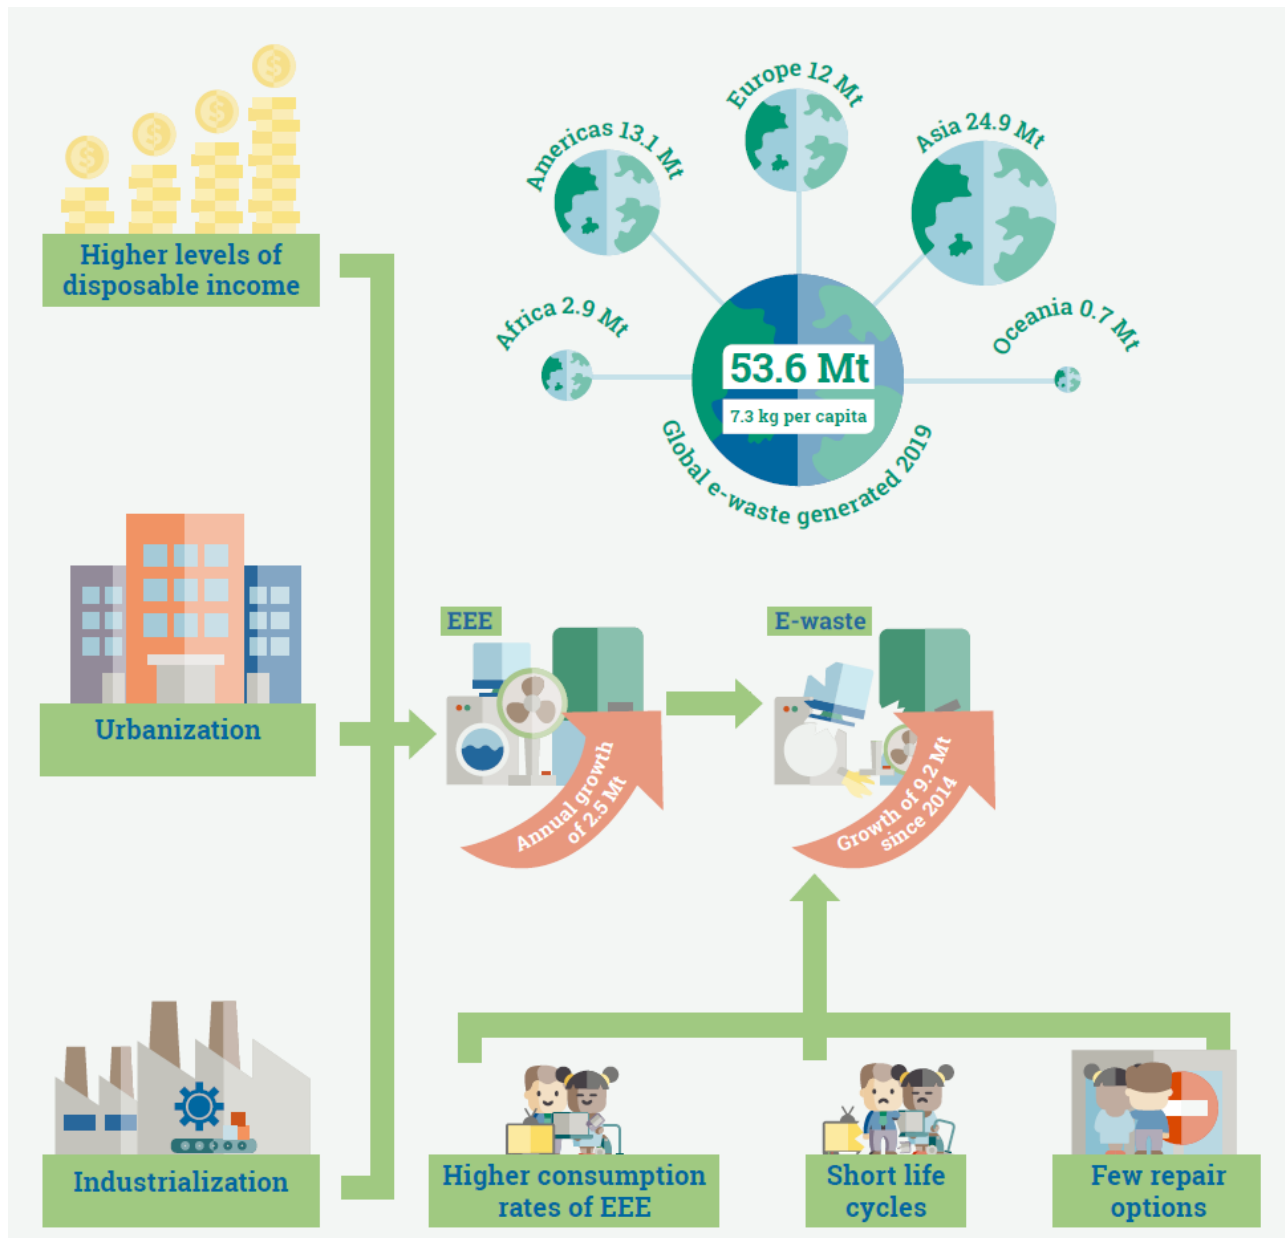 Higher levels of
disposable income
Africa 2.9 Mt
Americas 13.1 Mt
Europe 12 Mt
Asia 24.9 Mt
Oceania 0.7 Mt
53.6 Mt
7.3 kg per capita
Global e-waste generated 2019
Urbanization
EEE
Annual growth
of 2.5 Mt
E-waste
Growth of 9.2 Mt
since 2014
Industrialization
Higher consumption
rates of EEE
Short life
cycles
Few repair
options